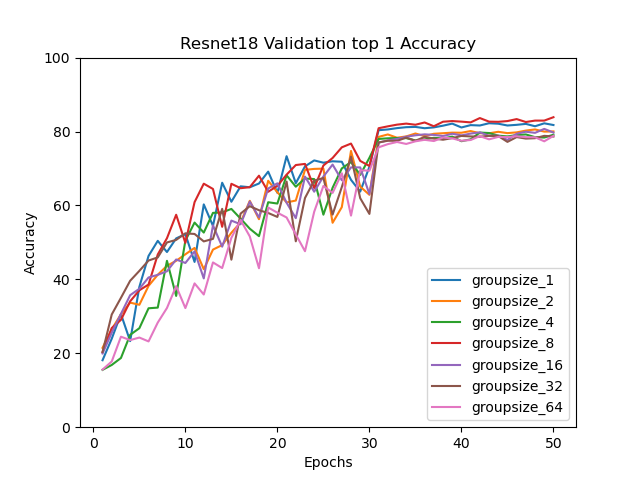 Resnet18 Validation top 1 Accuracy
100
80
60
40
20
0
Accuracy
0
10
20
30
40
50
Epochs
groupsize_1
groupsize_2
groupsize_4
groupsize_8
groupsize_16
groupsize_32
groupsize_64